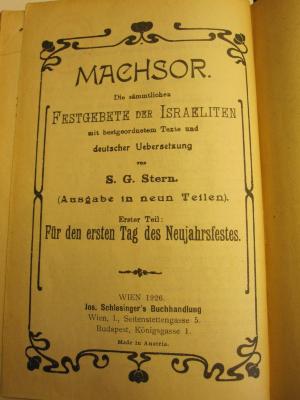 MACHSOR.
Die sämmtlichen
FESTGEBETE DER ISRAELITEN
mit bestgeordnetem Texte und
deutscher Uebersetzung
von
S. G. Stern.
(Ausgabe in neun Teilen).
Erster Teil:
Für den ersten Tag des Neujahrsfestes.
WIEN 1926.
Jos. Schlesinger's Buchhandlung
Wien, I., Seitenstettengasse 5.
Budapest, Königsgasse 1.
Made in Austria.